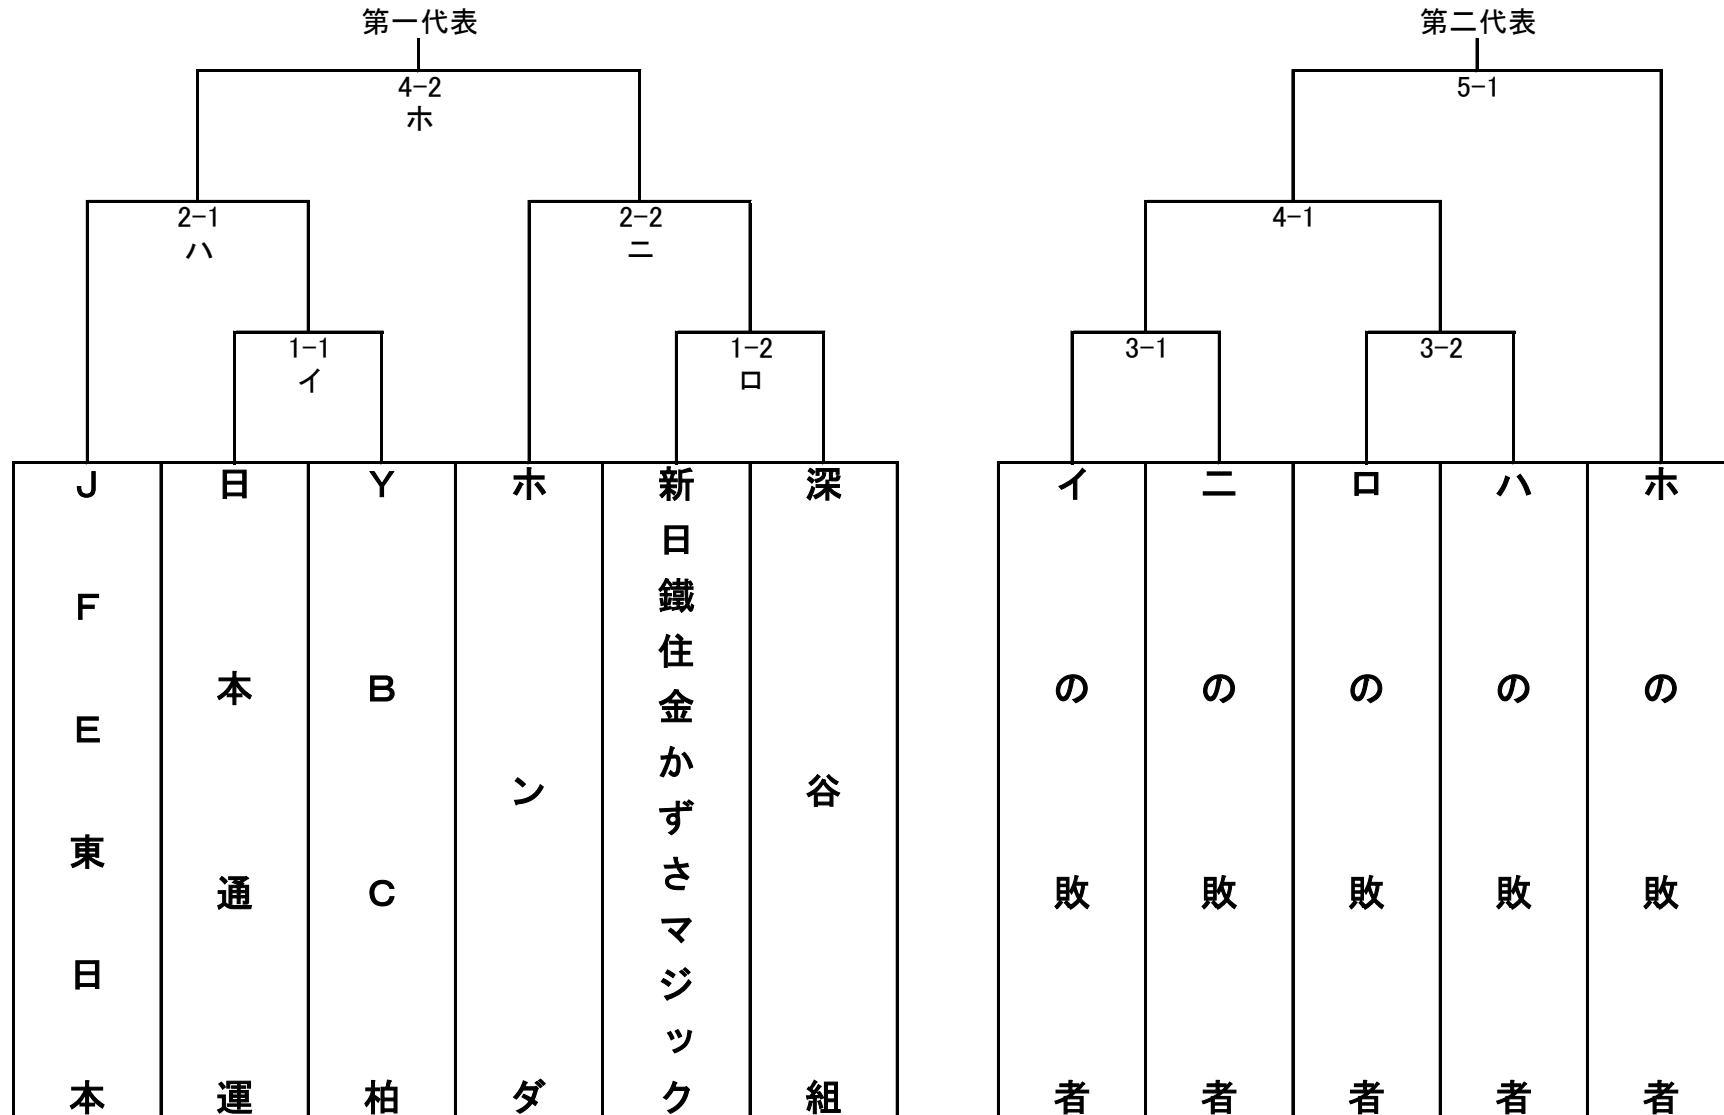 第一代表
4-2
ホ
2-1
ハ
2-2
ニ
1-1
イ
1-2
ロ
JFE東日本
日本通運
YBC柏
ホンダ
新日鐵住金かずさマジック
深谷組
第二代表
5-1
4-1
3-1
3-2
イの敗者
ニの敗者
ロの敗者
ハの敗者
ホの敗者